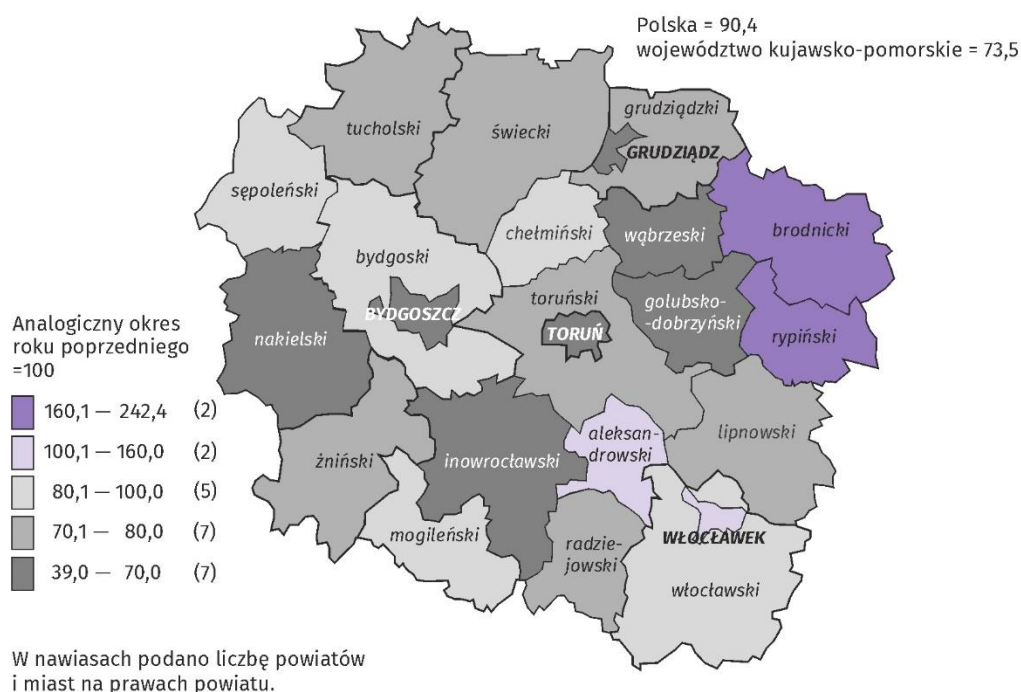 Polska = 90,4
województwo kujawsko-pomorskie = 73,5
grudziądzki
tucholski
świecki
GRUDZIĄDZ
sępoleński
chełmiński
wąbrzeski
brodnicki
bydgoski
toruński
golubsko-
-dobrzyński
BYDGOSZCZ
TORUŃ
nakielski
rypiński
Analogiczny okres
roku poprzedniego
=100
160,1 — 242,4 (2)
100,1 — 160,0 (2)
80,1 — 100,0 (5)
70,1 — 80,0 (7)
39,0 — 70,0 (7)
aleksan-
drowski
lipnowski
żniński
inowrocławski
mogileński
radzie-
jowski
WŁOCŁAWEK
włocławski
W nawiasach podano liczbę powiatów
i miast na prawach powiatu.